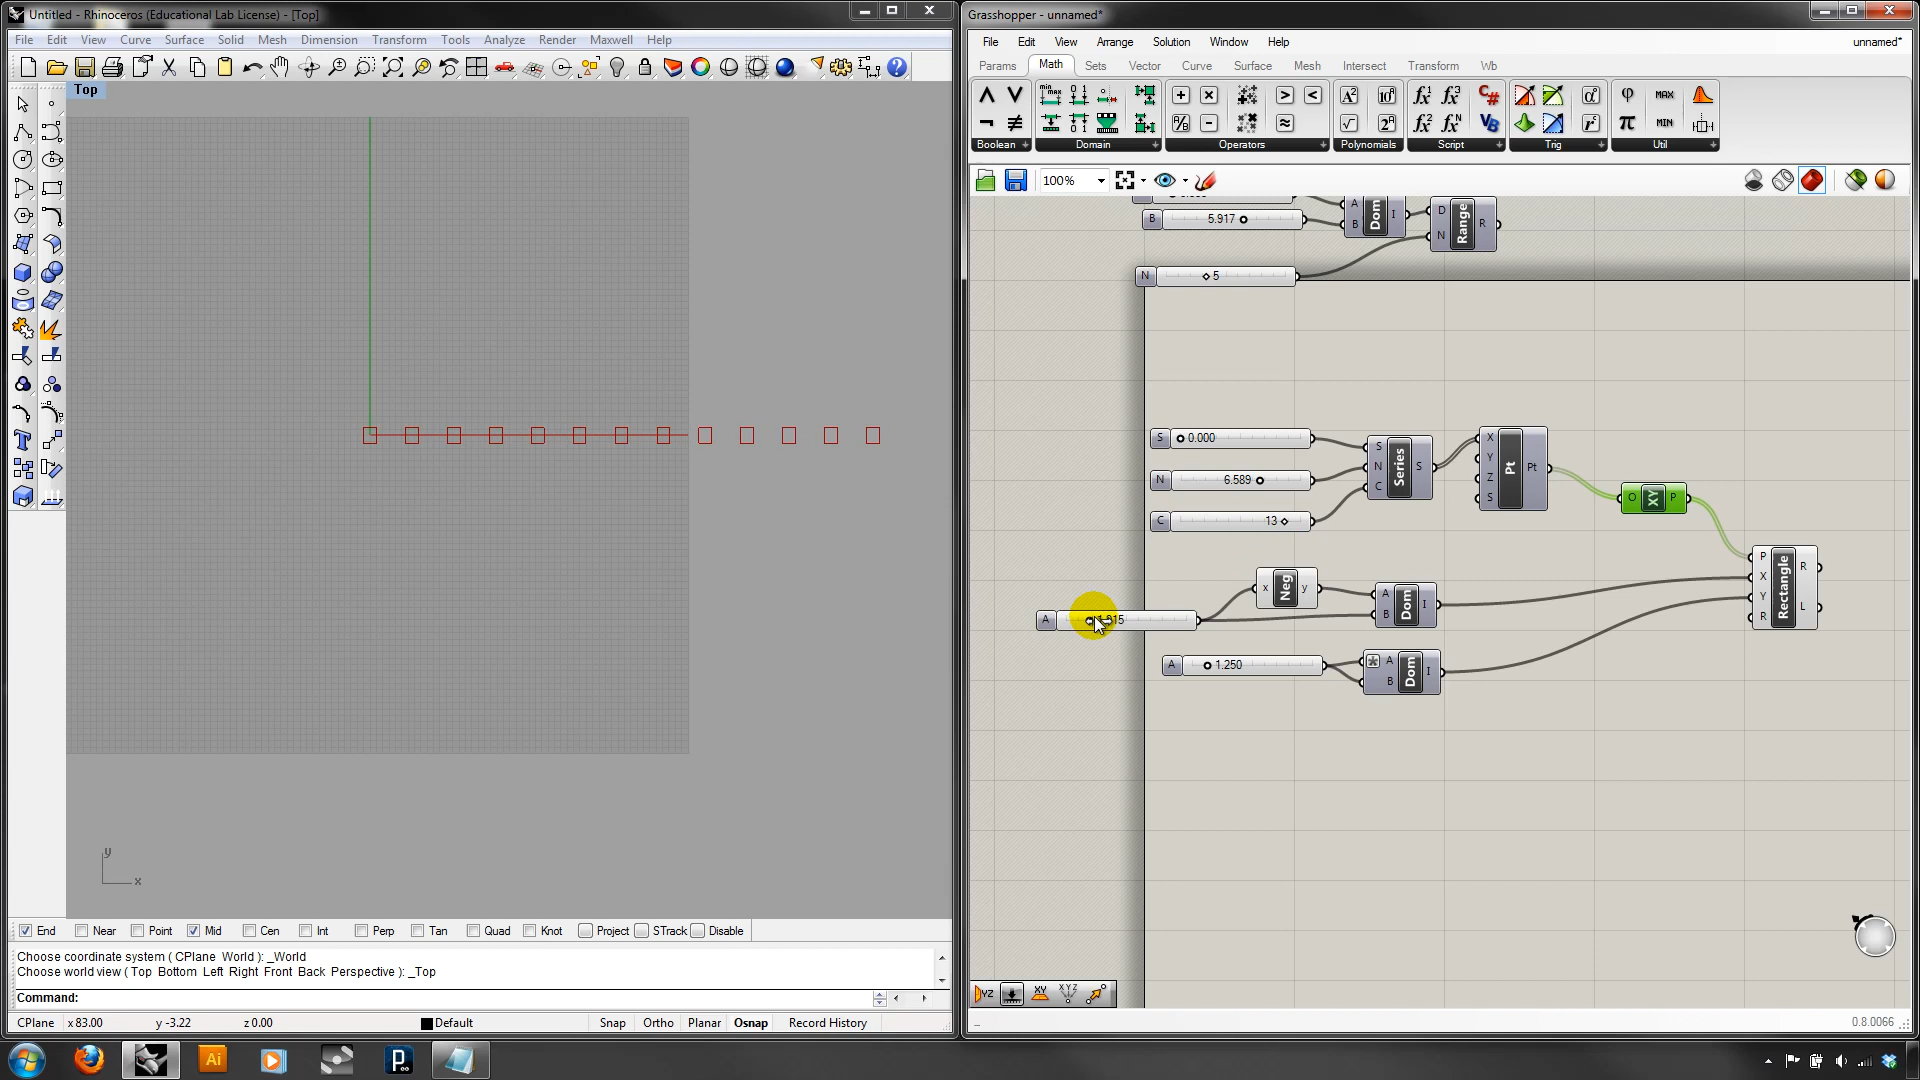 Untitled - Rhinoceros (Educational Lab License) - [Top]
File Edit View Curve Surface Solid Mesh Dimension Transform Tools Analyze Render Maxwell Help
Top
y
x
End Near Point Mid Cen Int Perp Tan Quad Knot Project STrack Disable
Choose coordinate system ( CPlane World ): _World
Choose world view ( Top Bottom Left Right Front Back Perspective ): _Top
Command:
CPlane x 83.00 y -3.22 z 0.00 Default Snap Ortho Planar Osnap Record History
Grasshopper - unnamed*
File Edit View Arrange Solution Window Help unnamed*
Params Math Sets Vector Curve Surface Mesh Intersect Transform Wb
Boolean Domain Operators Polynomials Script Trig Util
MAX
MIN
100%
B 5.917
A B Dom I
D N Range R
N 5
S 0.000
N 6.589
C 13
S N C Series S
X Y Z S Pt Pt
O XY P
x Neg y
A B Dom I
A
A 1.250
A B Dom I
P X Y R Rectangle R L
0.8.0066
Ai
P